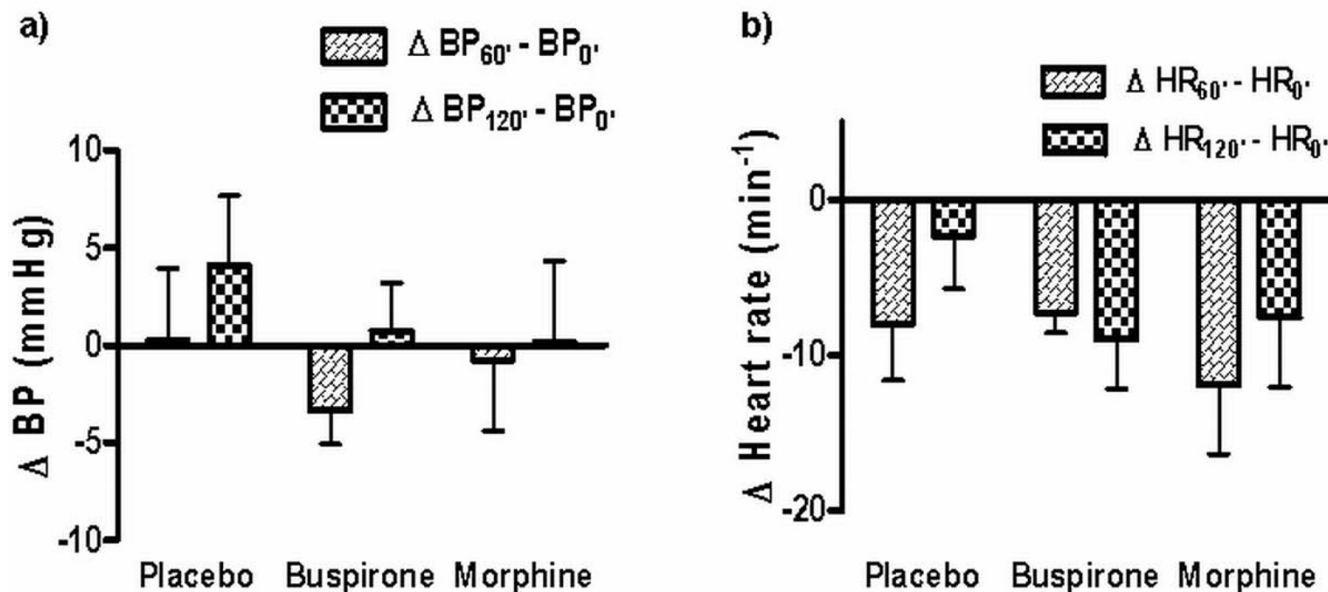 a)
Δ BP60' - BP0'
Δ BP120' - BP0'
Δ BP (mmHg)
10
5
0
-5
-10
Placebo Buspirone Morphine
b)
Δ HR60' - HR0'
Δ HR120' - HR0'
Δ Heart rate (min-1)
0
-10
-20
Placebo Buspirone Morphine